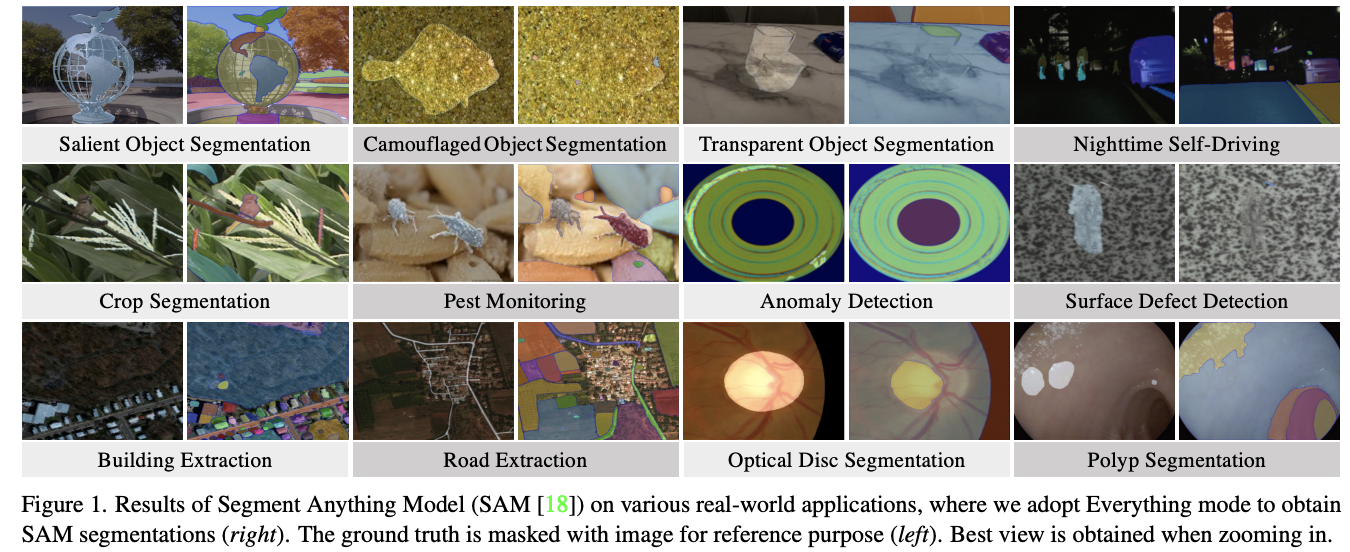 Salient Object Segmentation
Camouflaged Object Segmentation
Transparent Object Segmentation
Nighttime Self-Driving
Crop Segmentation
Pest Monitoring
Anomaly Detection
Surface Defect Detection
Building Extraction
Road Extraction
Optical Disc Segmentation
Polyp Segmentation
Figure 1. Results of Segment Anything Model (SAM [18]) on various real-world applications, where we adopt Everything mode to obtain
SAM segmentations (right). The ground truth is masked with image for reference purpose (left). Best view is obtained when zooming in.